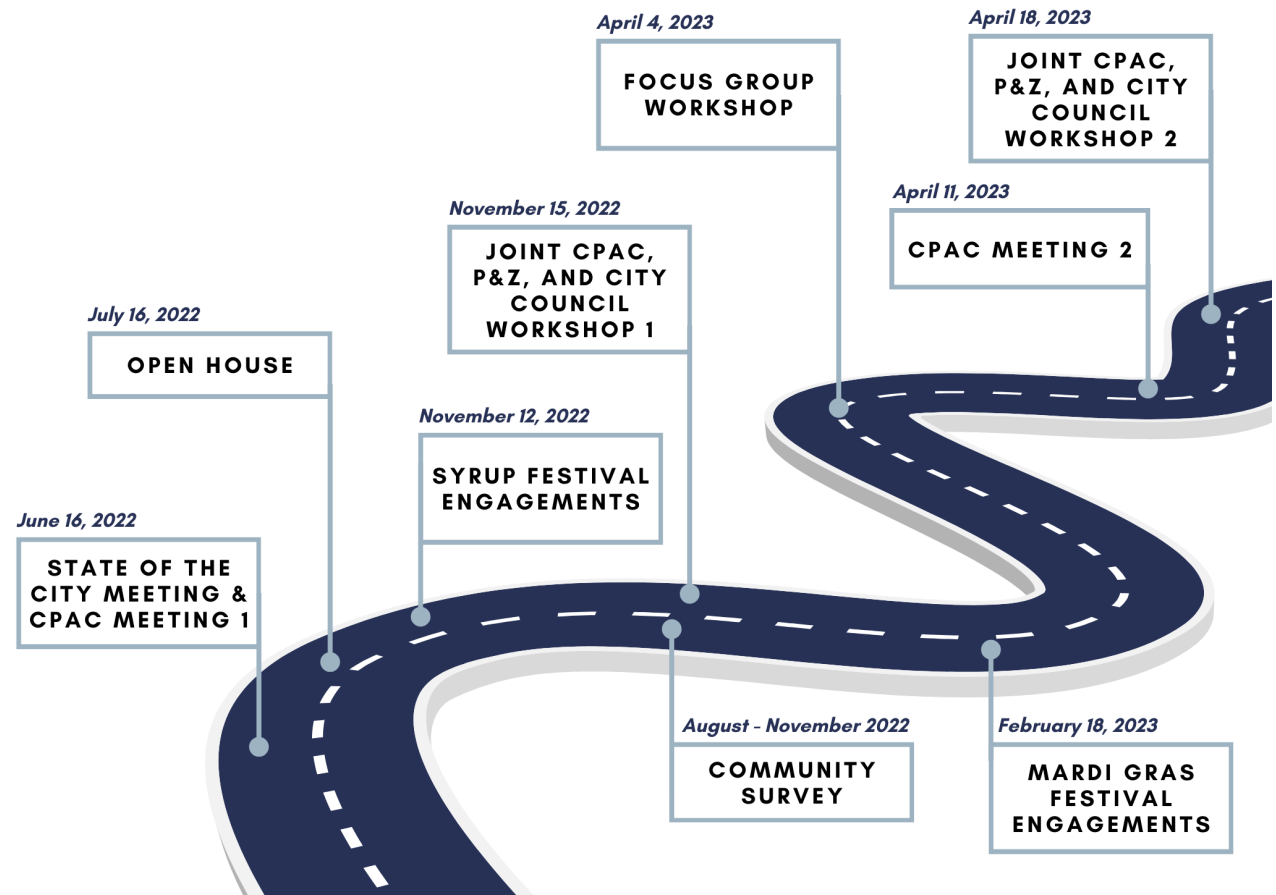 June 16, 2022
STATE OF THE
CITY MEETING &
CPAC MEETING 1
July 16, 2022
OPEN HOUSE
November 12, 2022
SYRUP FESTIVAL
ENGAGEMENTS
November 15, 2022
JOINT CPAC,
P&Z, AND CITY
COUNCIL
WORKSHOP 1
August - November 2022
COMMUNITY
SURVEY
February 18, 2023
MARDI GRAS
FESTIVAL
ENGAGEMENTS
April 4, 2023
FOCUS GROUP
WORKSHOP
April 11, 2023
CPAC MEETING 2
April 18, 2023
JOINT CPAC,
P&Z, AND CITY
COUNCIL
WORKSHOP 2